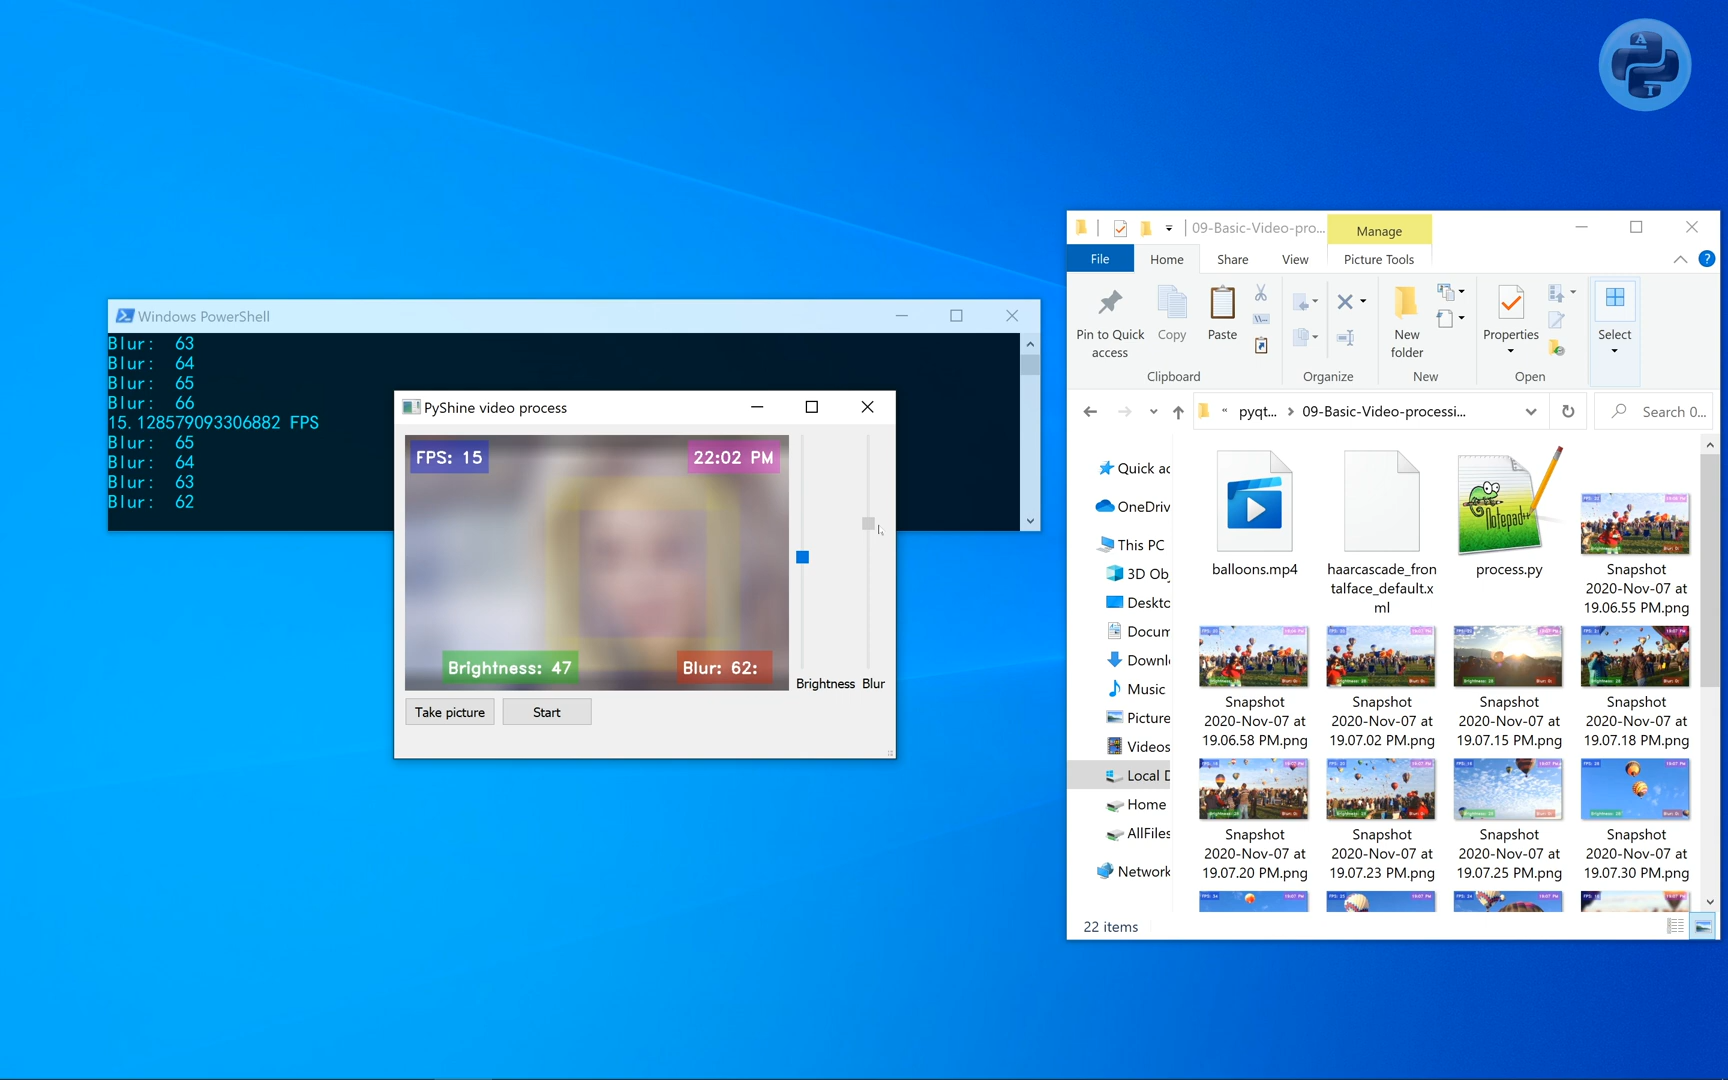 A
T
Windows PowerShell
Blur:  63
Blur:  64
Blur:  65
Blur:  66
15.128579093306882 FPS
Blur:  65
Blur:  64
Blur:  63
Blur:  62
PyShine video process
FPS: 15
22:02 PM
Brightness: 47
Blur: 62:
Brightness
Blur
Take picture
Start
09-Basic-Video-pro...
Manage
File
Home
Share
View
Picture Tools
Pin to Quick access
Copy
Paste
New folder
Properties
Select
Clipboard
Organize
New
Open
« pyqt... > 09-Basic-Video-processi...
Search 0...
Quick ac
OneDriv
This PC
3D Obj
Deskto
Docum
Downl
Music
Picture
Videos
Local D
Home
AllFiles
Network
balloons.mp4
haarcascade_fron
talface_default.x
ml
Notepad++
process.py
Snapshot
2020-Nov-07 at
19.06.55 PM.png
Snapshot
2020-Nov-07 at
19.06.58 PM.png
Snapshot
2020-Nov-07 at
19.07.02 PM.png
Snapshot
2020-Nov-07 at
19.07.15 PM.png
Snapshot
2020-Nov-07 at
19.07.18 PM.png
Snapshot
2020-Nov-07 at
19.07.20 PM.png
Snapshot
2020-Nov-07 at
19.07.23 PM.png
Snapshot
2020-Nov-07 at
19.07.25 PM.png
Snapshot
2020-Nov-07 at
19.07.30 PM.png
22 items